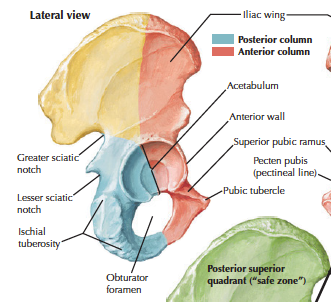 Lateral view
Iliac wing
Posterior column
Anterior column
Acetabulum
Anterior wall
Superior pubic ramus
Pecten pubis
(pectineal line)
Pubic tubercle
Greater sciatic
notch
Lesser sciatic
notch
Ischial
tuberosity
Obturator
foramen
Posterior superior
quadrant (“safe zone”)